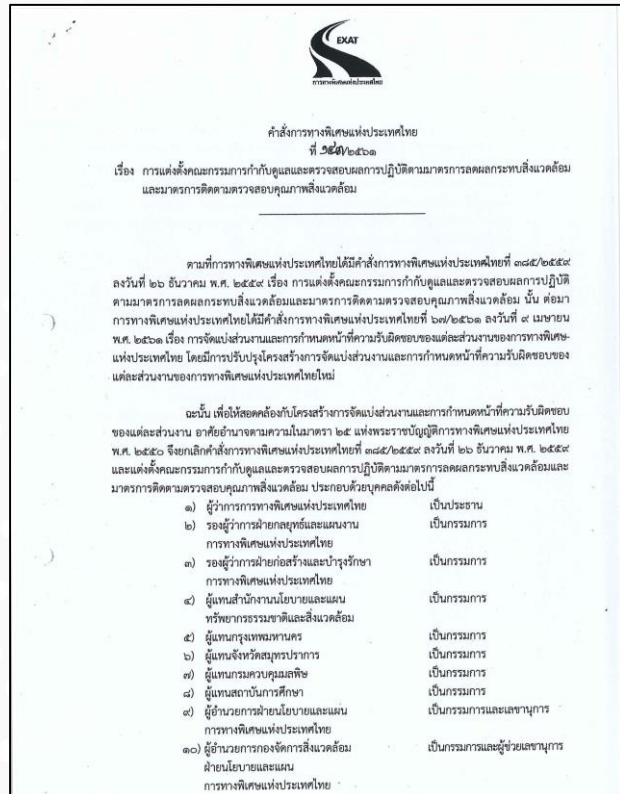 EXAT
การทางพิเศษแห่งประเทศไทย
คำสั่งการทางพิเศษแห่งประเทศไทย
ที่ /๒๕๖๑
เรื่อง การแต่งตั้งคณะกรรมการกำกับดูแลและตรวจสอบผลการปฏิบัติตามมาตรการลดผลกระทบสิ่งแวดล้อม
และมาตรการติดตามตรวจสอบคุณภาพสิ่งแวดล้อม
ตามที่การทางพิเศษแห่งประเทศไทยได้มีคำสั่งการทางพิเศษแห่งประเทศไทยที่ ๓๘๕/๒๕๕๙
ลงวันที่ ๒๖ ธันวาคม พ.ศ. ๒๕๕๙ เรื่อง การแต่งตั้งคณะกรรมการกำกับดูแลและตรวจสอบผลการปฏิบัติ
ตามมาตรการลดผลกระทบสิ่งแวดล้อมและมาตรการติดตามตรวจสอบคุณภาพสิ่งแวดล้อม นั้น ต่อมา
การทางพิเศษแห่งประเทศไทยได้มีคำสั่งการทางพิเศษแห่งประเทศไทยที่ ๖๗/๒๕๖๑ ลงวันที่ ๙ เมษายน
พ.ศ. ๒๕๖๑ เรื่อง การจัดแบ่งส่วนงานและการกำหนดหน้าที่ความรับผิดชอบของแต่ละส่วนงานของการทางพิเศษ-
แห่งประเทศไทย โดยมีการปรับปรุงโครงสร้างการจัดแบ่งส่วนงานและการกำหนดหน้าที่ความรับผิดชอบของ
แต่ละส่วนงานของการทางพิเศษแห่งประเทศไทยใหม่
ฉะนั้น เพื่อให้สอดคล้องกับโครงสร้างการจัดแบ่งส่วนงานและการกำหนดหน้าที่ความรับผิดชอบ
ของแต่ละส่วนงาน อาศัยอำนาจตามความในมาตรา ๒๕ แห่งพระราชบัญญัติการทางพิเศษแห่งประเทศไทย
พ.ศ. ๒๕๕๐ จึงยกเลิกคำสั่งการทางพิเศษแห่งประเทศไทยที่ ๓๘๕/๒๕๕๙ ลงวันที่ ๒๖ ธันวาคม พ.ศ. ๒๕๕๙
และแต่งตั้งคณะกรรมการกำกับดูแลและตรวจสอบผลการปฏิบัติตามมาตรการลดผลกระทบสิ่งแวดล้อมและ
มาตรการติดตามตรวจสอบคุณภาพสิ่งแวดล้อม ประกอบด้วยบุคคลดังต่อไปนี้
๑) ผู้ว่าการการทางพิเศษแห่งประเทศไทย เป็นประธาน
๒) รองผู้ว่าการฝ่ายกลยุทธ์และแผนงาน เป็นกรรมการ
การทางพิเศษแห่งประเทศไทย
๓) รองผู้ว่าการฝ่ายก่อสร้างและบำรุงรักษา เป็นกรรมการ
การทางพิเศษแห่งประเทศไทย
๔) ผู้แทนสำนักงานนโยบายและแผน เป็นกรรมการ
ทรัพยากรธรรมชาติและสิ่งแวดล้อม
๕) ผู้แทนกรุงเทพมหานคร เป็นกรรมการ
๖) ผู้แทนจังหวัดสมุทรปราการ เป็นกรรมการ
๗) ผู้แทนกรมควบคุมมลพิษ เป็นกรรมการ
๘) ผู้แทนสถาบันการศึกษา เป็นกรรมการ
๙) ผู้อำนวยการฝ่ายนโยบายและแผน เป็นกรรมการและเลขานุการ
การทางพิเศษแห่งประเทศไทย
๑๐) ผู้อำนวยการกองจัดการสิ่งแวดล้อม เป็นกรรมการและผู้ช่วยเลขานุการ
ฝ่ายนโยบายและแผน
การทางพิเศษแห่งประเทศไทย